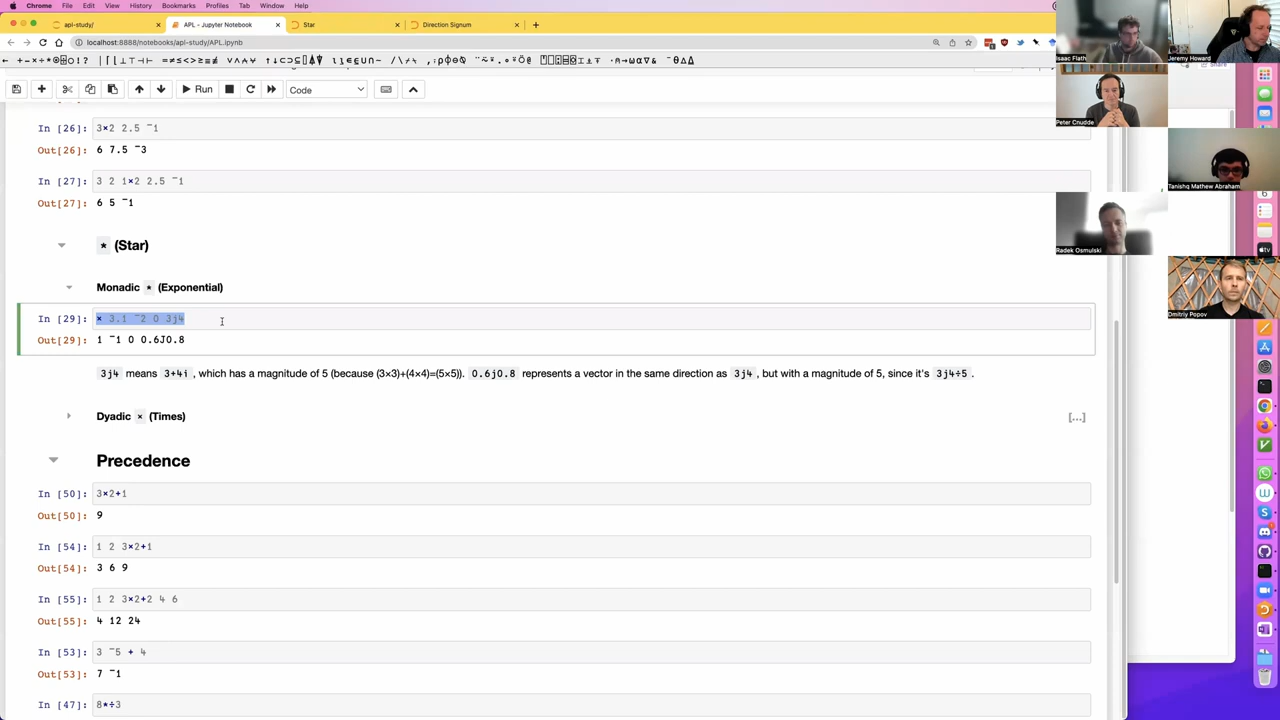 Chrome File Edit View History Bookmarks Profiles Tab Window Help
apl-study/ APL - Jupyter Notebook Star Direction Signum
localhost:8888/notebooks/apl-study/APL.ipynb
Run Code
In [26]: 3×2 2.5 ¯1
Out[26]: 6 7.5 ¯3
In [27]: 3 2 1×2 2.5 ¯1
Out[27]: 6 5 ¯1
* (Star)
Monadic * (Exponential)
In [29]: × 3.1 ¯2 0 3j4
Out[29]: 1 ¯1 0 0.6J0.8
3j4 means 3+4i, which has a magnitude of 5 (because (3×3)+(4×4)=(5×5)). 0.6j0.8 represents a vector in the same direction as 3j4, but with a magnitude of 5, since it's 3j4÷5.
Dyadic × (Times) [...]
Precedence
In [50]: 3×2+1
Out[50]: 9
In [54]: 1 2 3×2+1
Out[54]: 3 6 9
In [55]: 1 2 3×2+2 4 6
Out[55]: 4 12 24
In [53]: 3 ¯5 + 4
Out[53]: 7 ¯1
In [47]: 8*÷3
Isaac Flath
Jeremy Howard
Share
Peter Cnudde
Tanishq Mathew Abraham
Radek Osmulski
Dmitriy Popov